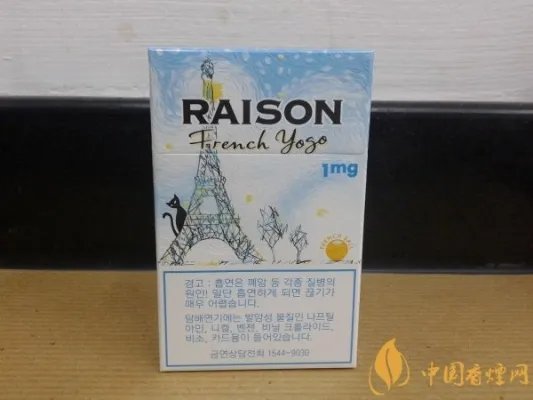 RAISON
French Yogo
1mg
경고 : 흡연은 폐암 등 각종 질병의
원인! 일단 흡연하게 되면 끊기가
매우 어렵습니다.
담배연기에는 발암성 물질인 나프틸
아민, 니켈, 벤젠, 비닐 크롤라이드,
비소, 카드뮴이 들어있습니다.
금연상담전화 1544-9030
中国香烟网